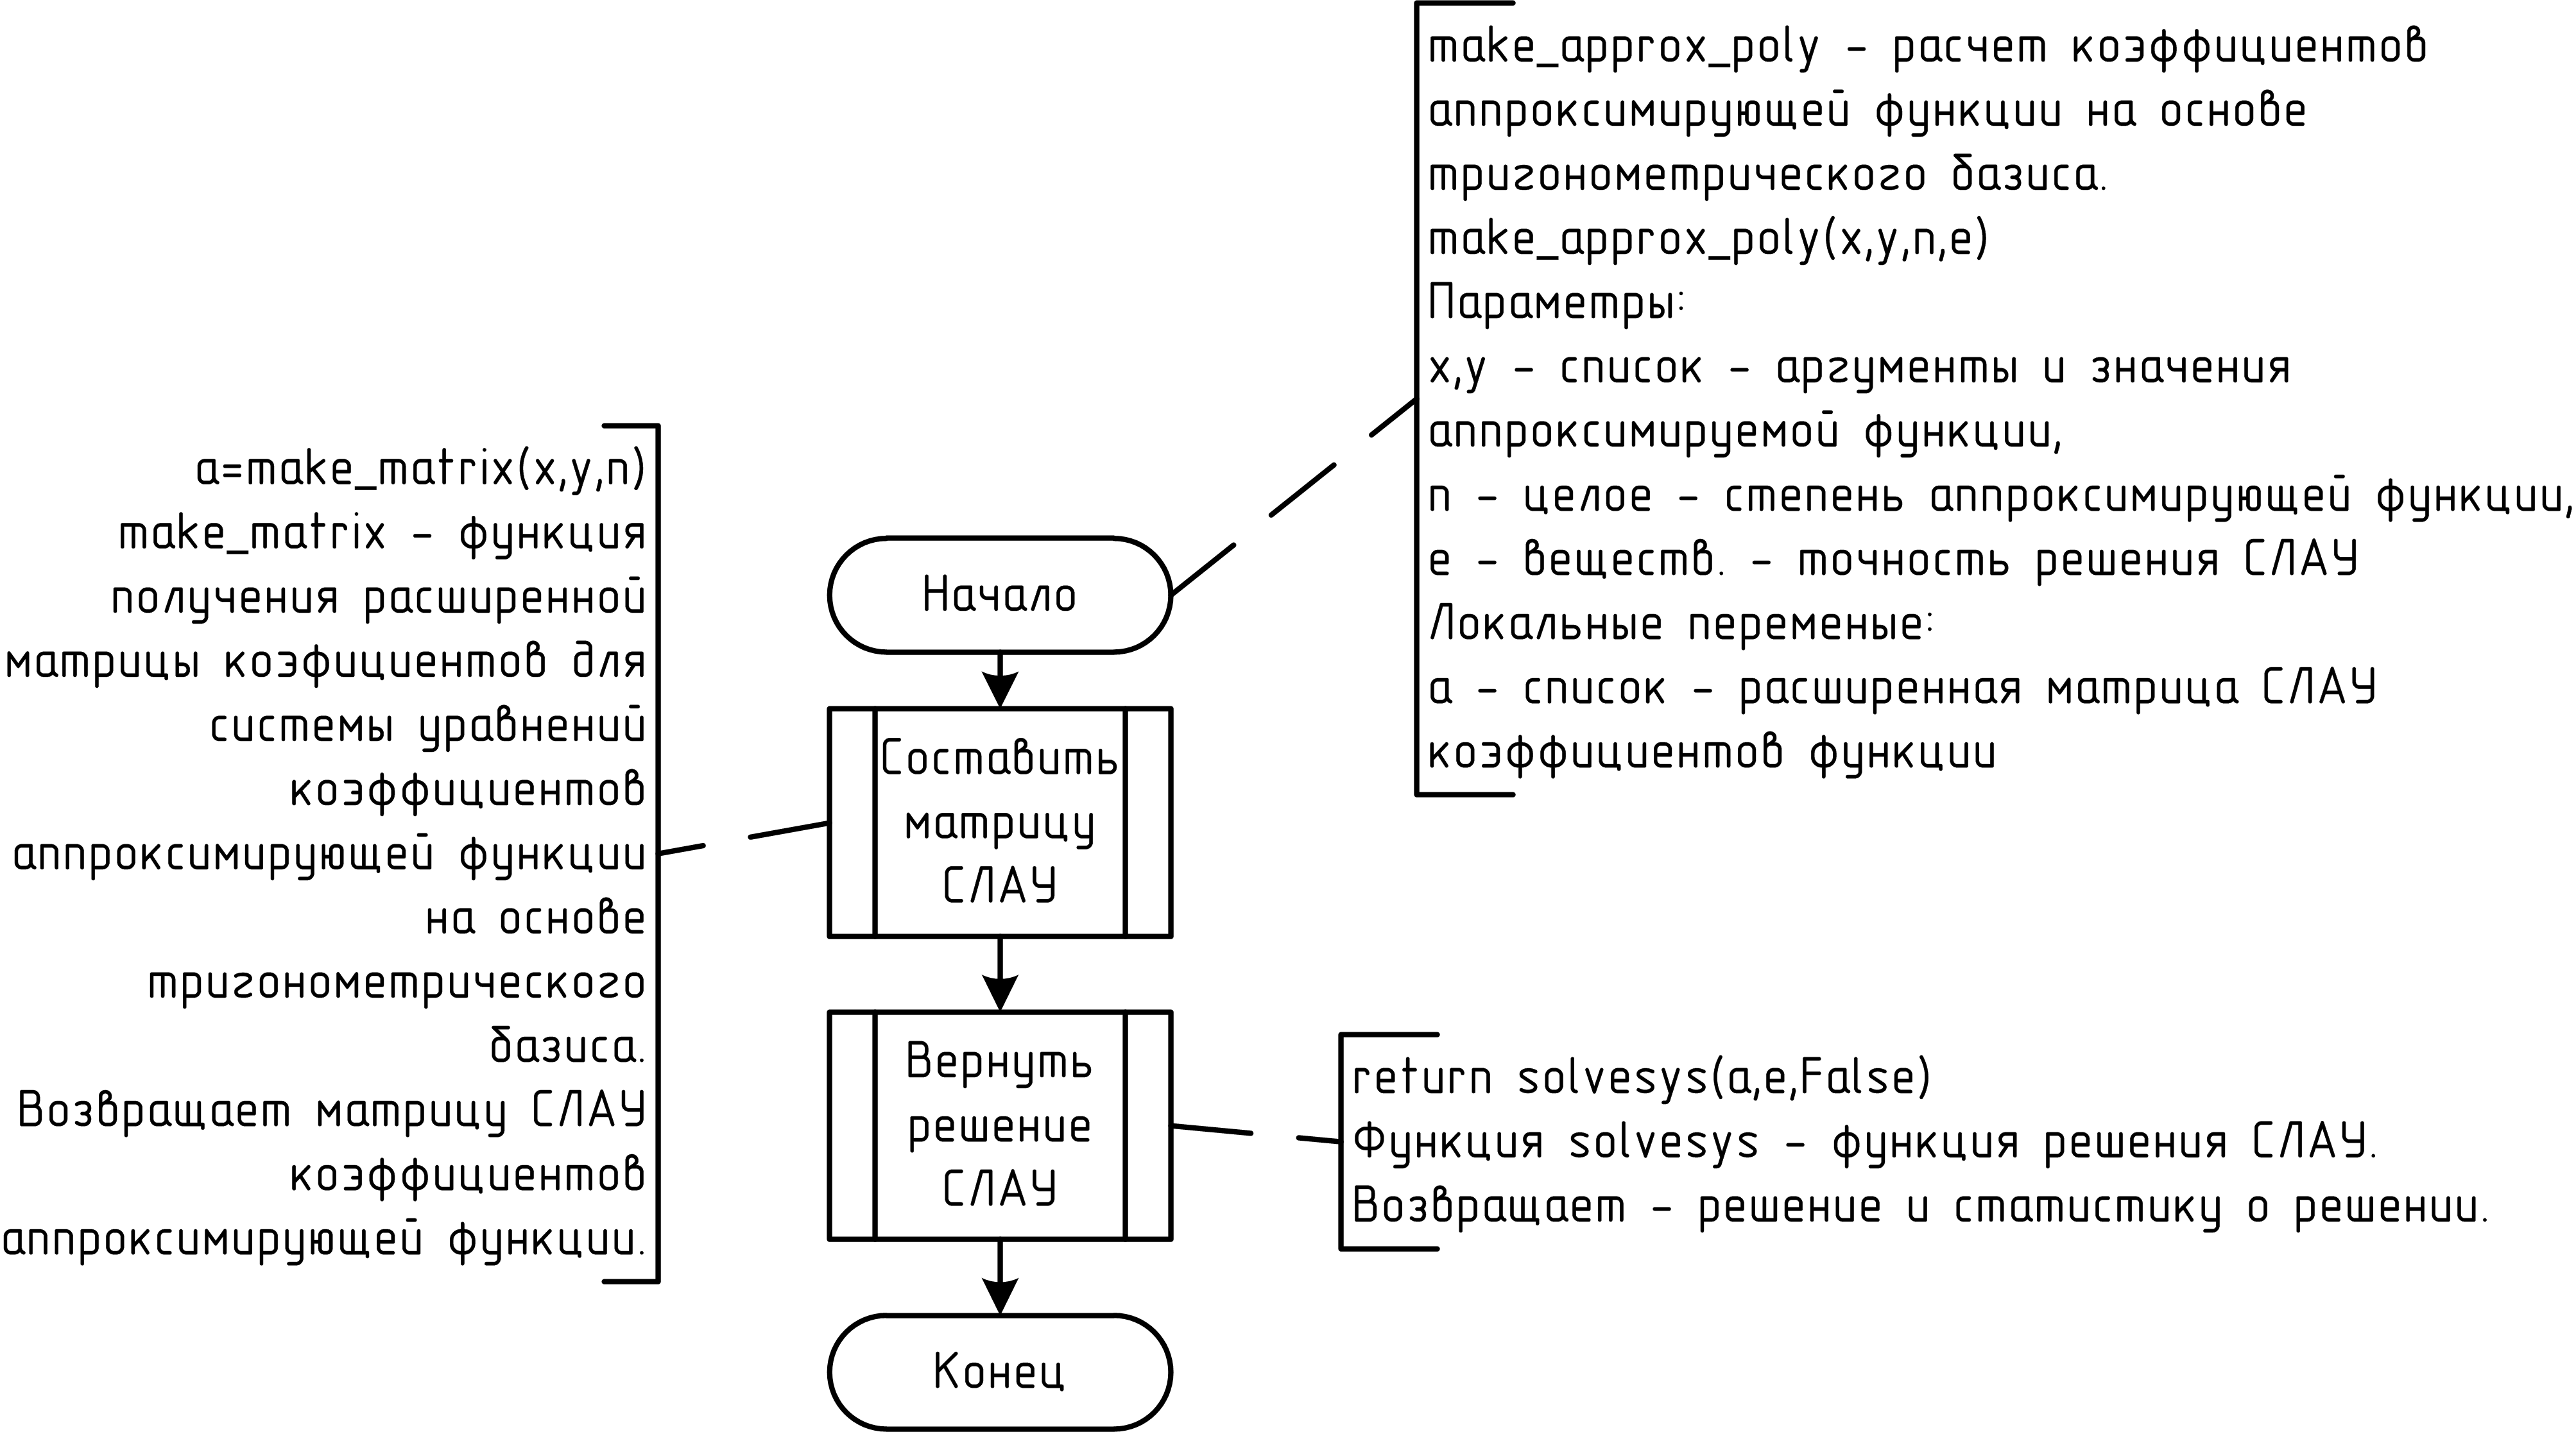 make_approx_poly - расчет коэффициентов
аппроксимирующей функции на основе
тригонометрического базиса.
make_approx_poly(x,y,n,e)
Параметры:
x,y - список - аргументы и значения
аппроксимируемой функции,
n - целое - степень аппроксимирующей функции,
e - веществ. - точность решения СЛАУ
Локальные переменые:
a - список - расширенная матрица СЛАУ
коэффициентов функции
a=make_matrix(x,y,n)
make_matrix - функция
получения расширенной
матрицы коэфициентов для
системы уравнений
коэффициентов
аппроксимирующей функции
на основе
тригонометрического
базиса.
Возвращает матрицу СЛАУ
коэффициентов
аппроксимирующей функции.
Начало
Составить
матрицу
СЛАУ
Вернуть
решение
СЛАУ
return solvesys(a,e,False)
Функция solvesys - функция решения СЛАУ.
Возвращает - решение и статистику о решении.
Конец